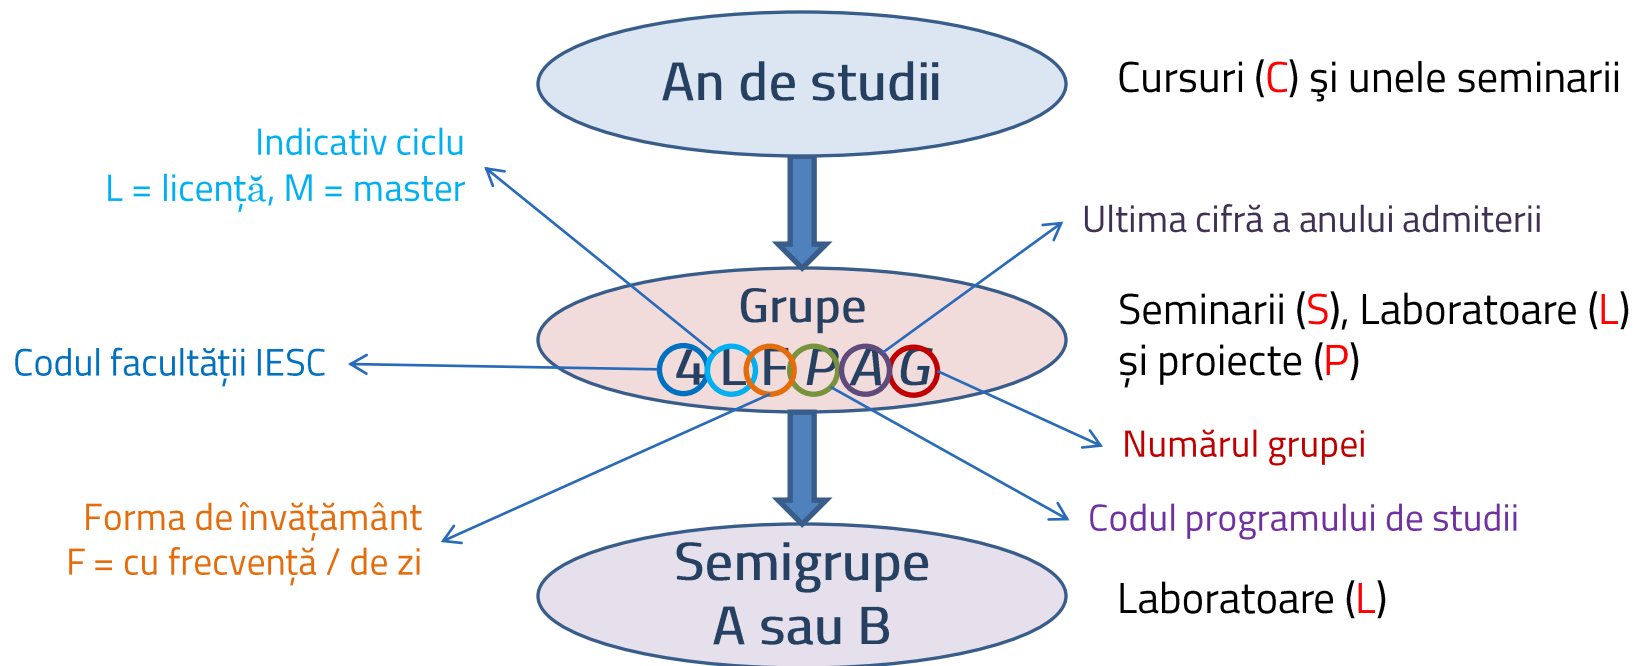 An de studii
Cursuri (C) şi unele seminarii
Indicativ ciclu
L = licență, M = master
Ultima cifră a anului admiterii
Grupe
4LFPAG
Seminarii (S), Laboratoare (L)
și proiecte (P)
Codul facultății IESC
Numărul grupei
Forma de învățământ
F = cu frecvență / de zi
Codul programului de studii
Semigrupe
A sau B
Laboratoare (L)